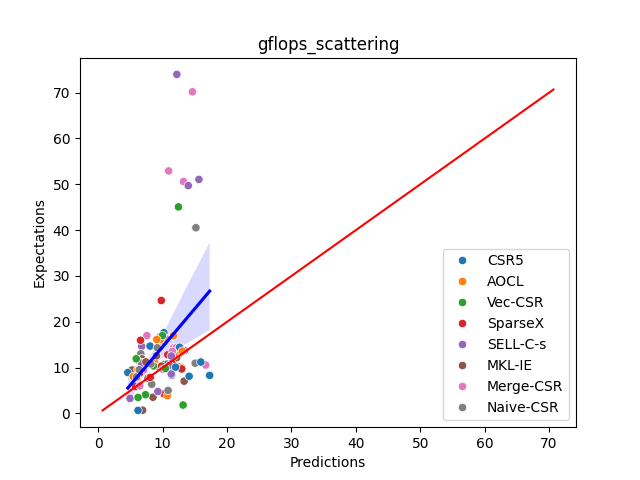 gflops_scattering
Expectations
70
60
50
40
30
20
10
0
0 10 20 30 40 50 60 70
Predictions
CSR5
AOCL
Vec-CSR
SparseX
SELL-C-s
MKL-IE
Merge-CSR
Naive-CSR